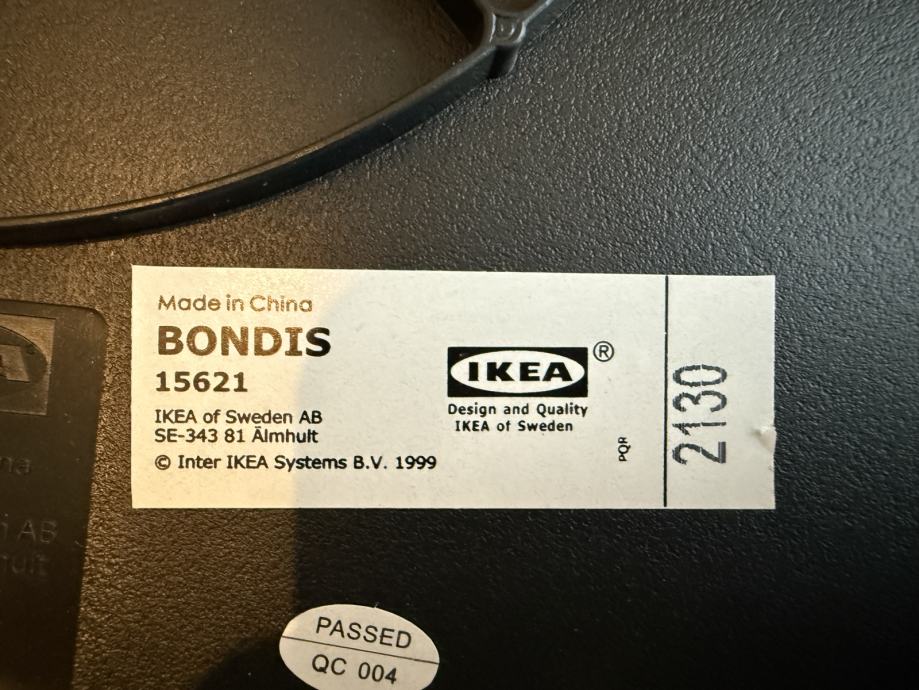 Made in China
BONDIS
15621
IKEA of Sweden AB
SE-343 81 Älmhult
© Inter IKEA Systems B.V. 1999
IKEA®
Design and Quality
IKEA of Sweden
PQR
2130
AB
PASSED
QC 004